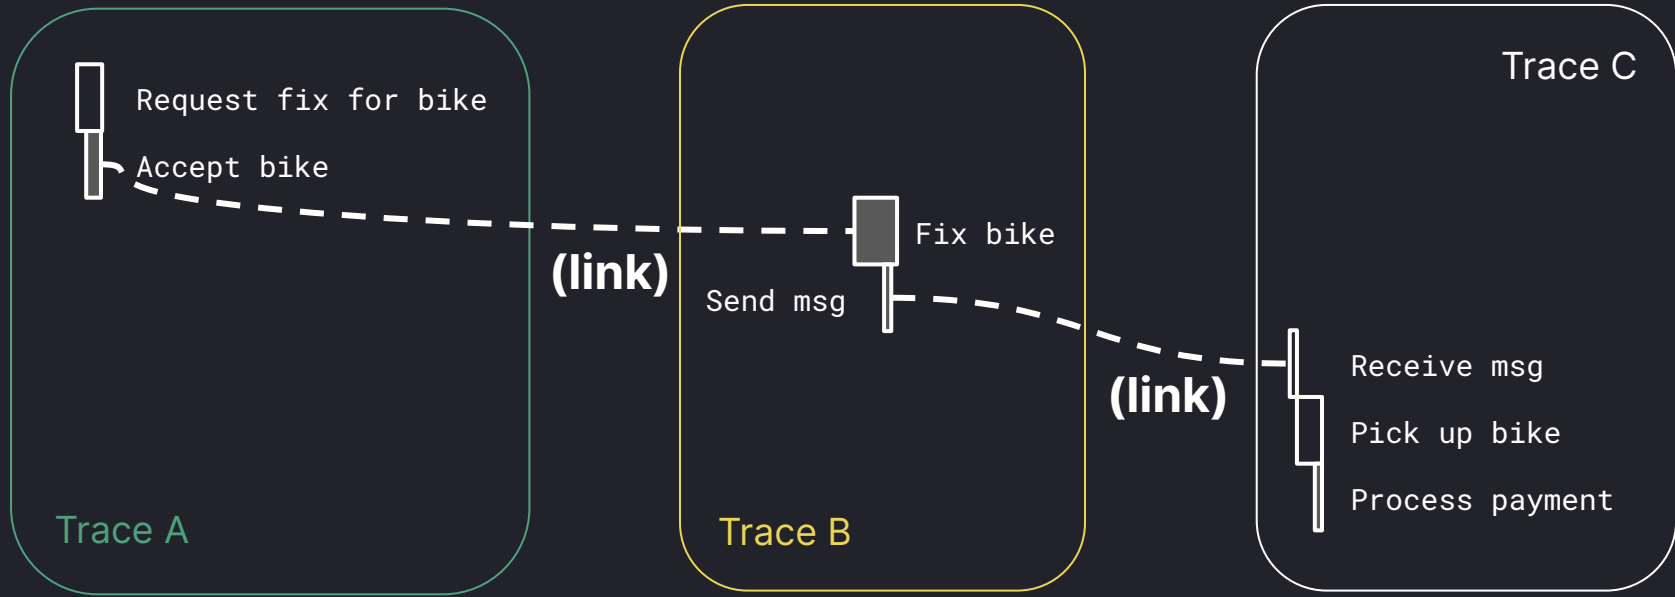 Request fix for bike
Accept bike
(link)
Trace A
Fix bike
Send msg
(link)
Trace B
Trace C
Receive msg
Pick up bike
Process payment